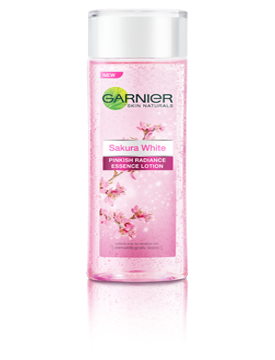 NEW
GARNIER
SKIN NATURALS
Sakura White
PINKISH RADIANCE
ESSENCE LOTION